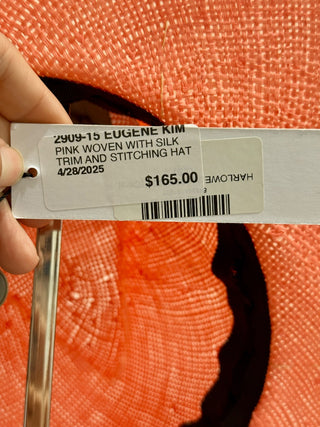 2909-15 EUGENE KIM
PINK WOVEN WITH SILK
TRIM AND STITCHING HAT
4/28/2025
$165.00
HARLOWE